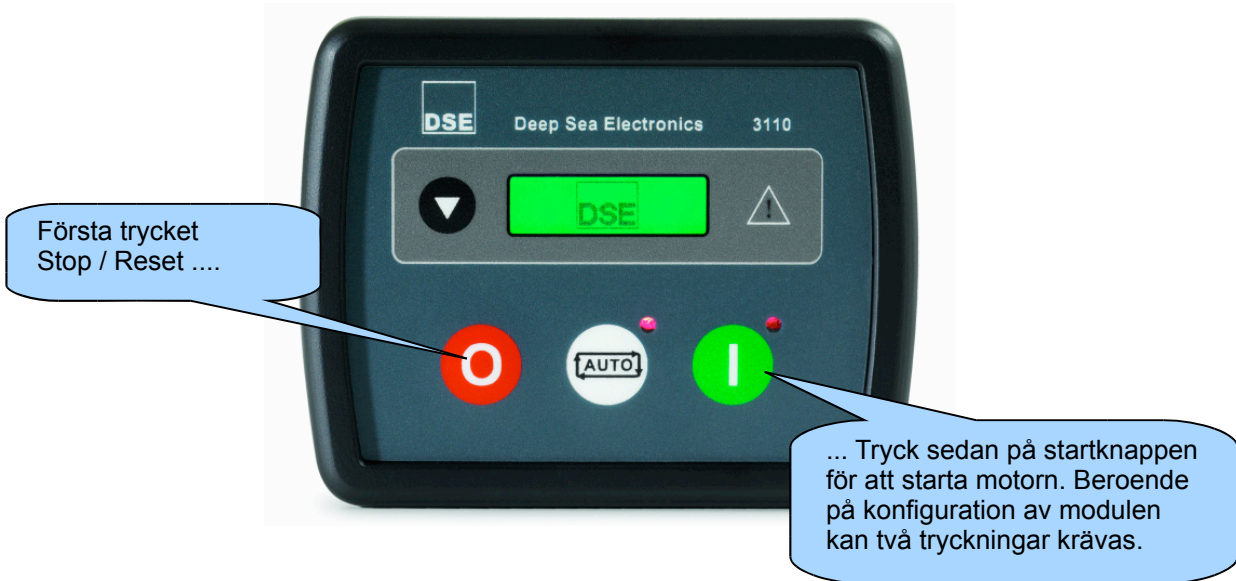 DSE Deep Sea Electronics 3110
DSE
Första trycket
Stop / Reset ....
O AUTO I
... Tryck sedan på startknappen
för att starta motorn. Beroende
på konfiguration av modulen
kan två tryckningar krävas.